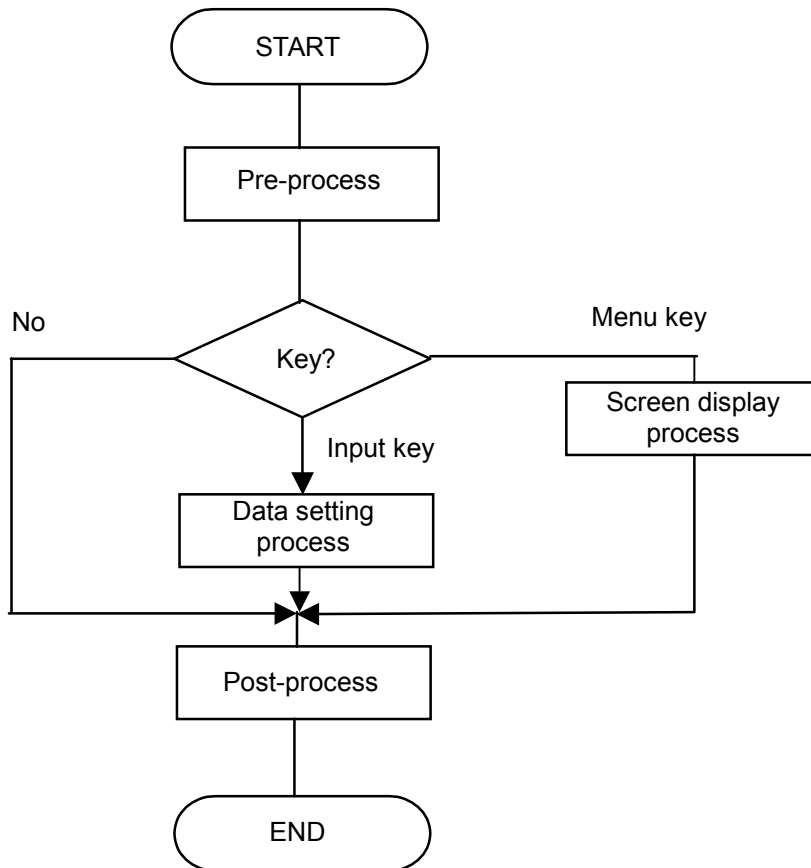 START
Pre-process
No
Menu key
Key?
Screen display
process
Input key
Data setting
process
Post-process
END